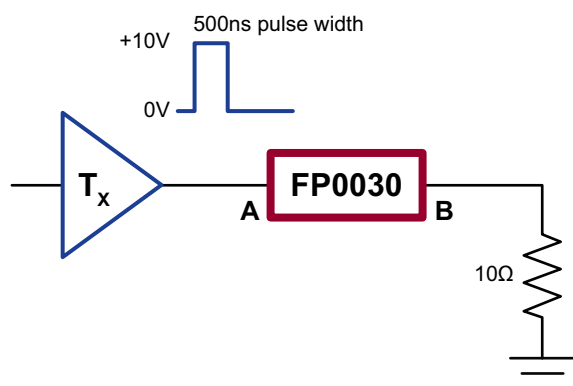 500ns pulse width
+10V
0V
Tx
FP0030
A
B
10Ω